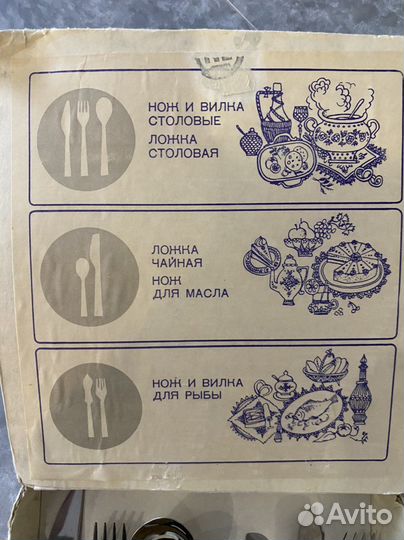 НОЖ И ВИЛКА
СТОЛОВЫЕ
ЛОЖКА
СТОЛОВАЯ
ЛОЖКА
ЧАЙНАЯ
НОЖ
ДЛЯ МАСЛА
НОЖ И ВИЛКА
ДЛЯ РЫБЫ
Avito